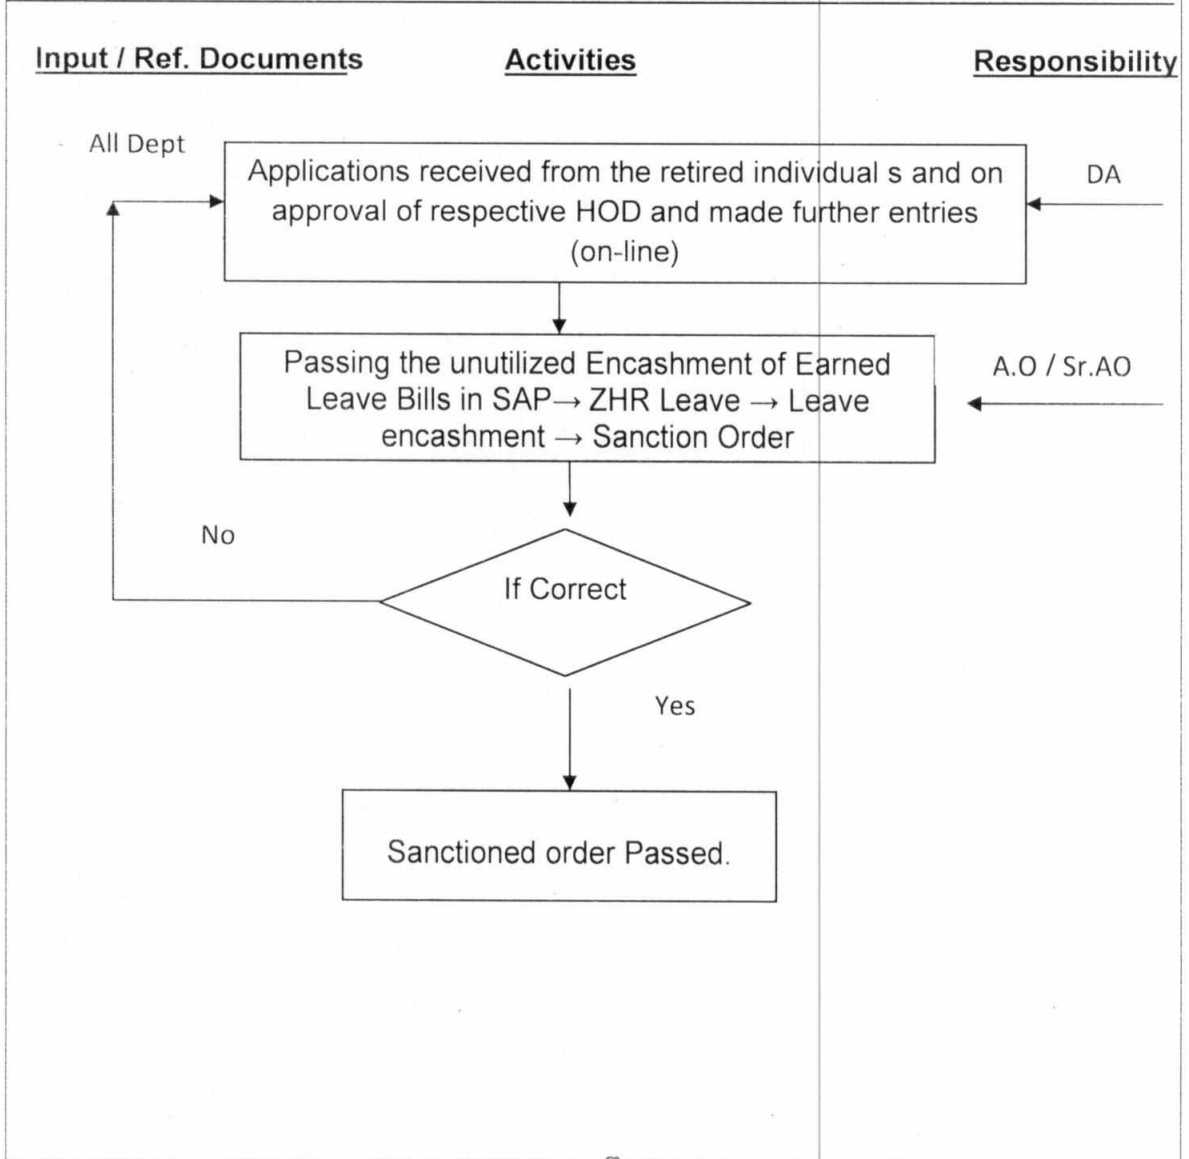 Input / Ref. Documents
Activities
Responsibility
All Dept
Applications received from the retired individual s and on
approval of respective HOD and made further entries
(on-line)
DA
Passing the unutilized Encashment of Earned
Leave Bills in SAP→ ZHR Leave → Leave
encashment → Sanction Order
A.O / Sr.AO
No
If Correct
Yes
Sanctioned order Passed.